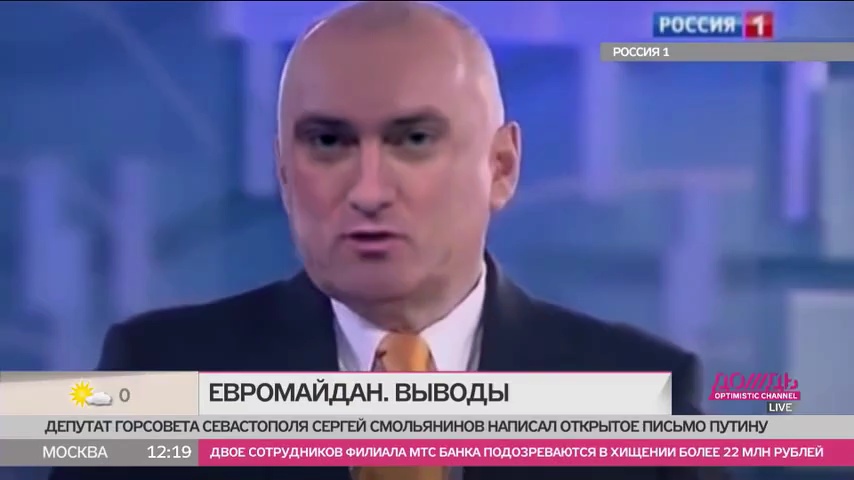 РОССИЯ 1
РОССИЯ 1
0
ЕВРОМАЙДАН. ВЫВОДЫ
ДОЖДЬ
OPTIMISTIC CHANNEL
LIVE
ДЕПУТАТ ГОРСОВЕТА СЕВАСТОПОЛЯ СЕРГЕЙ СМОЛЬЯНИНОВ НАПИСАЛ ОТКРЫТОЕ ПИСЬМО ПУТИНУ
МОСКВА 12:19 ДВОЕ СОТРУДНИКОВ ФИЛИАЛА МТС БАНКА ПОДОЗРЕВАЮТСЯ В ХИЩЕНИИ БОЛЕЕ 22 МЛН РУБЛЕЙ